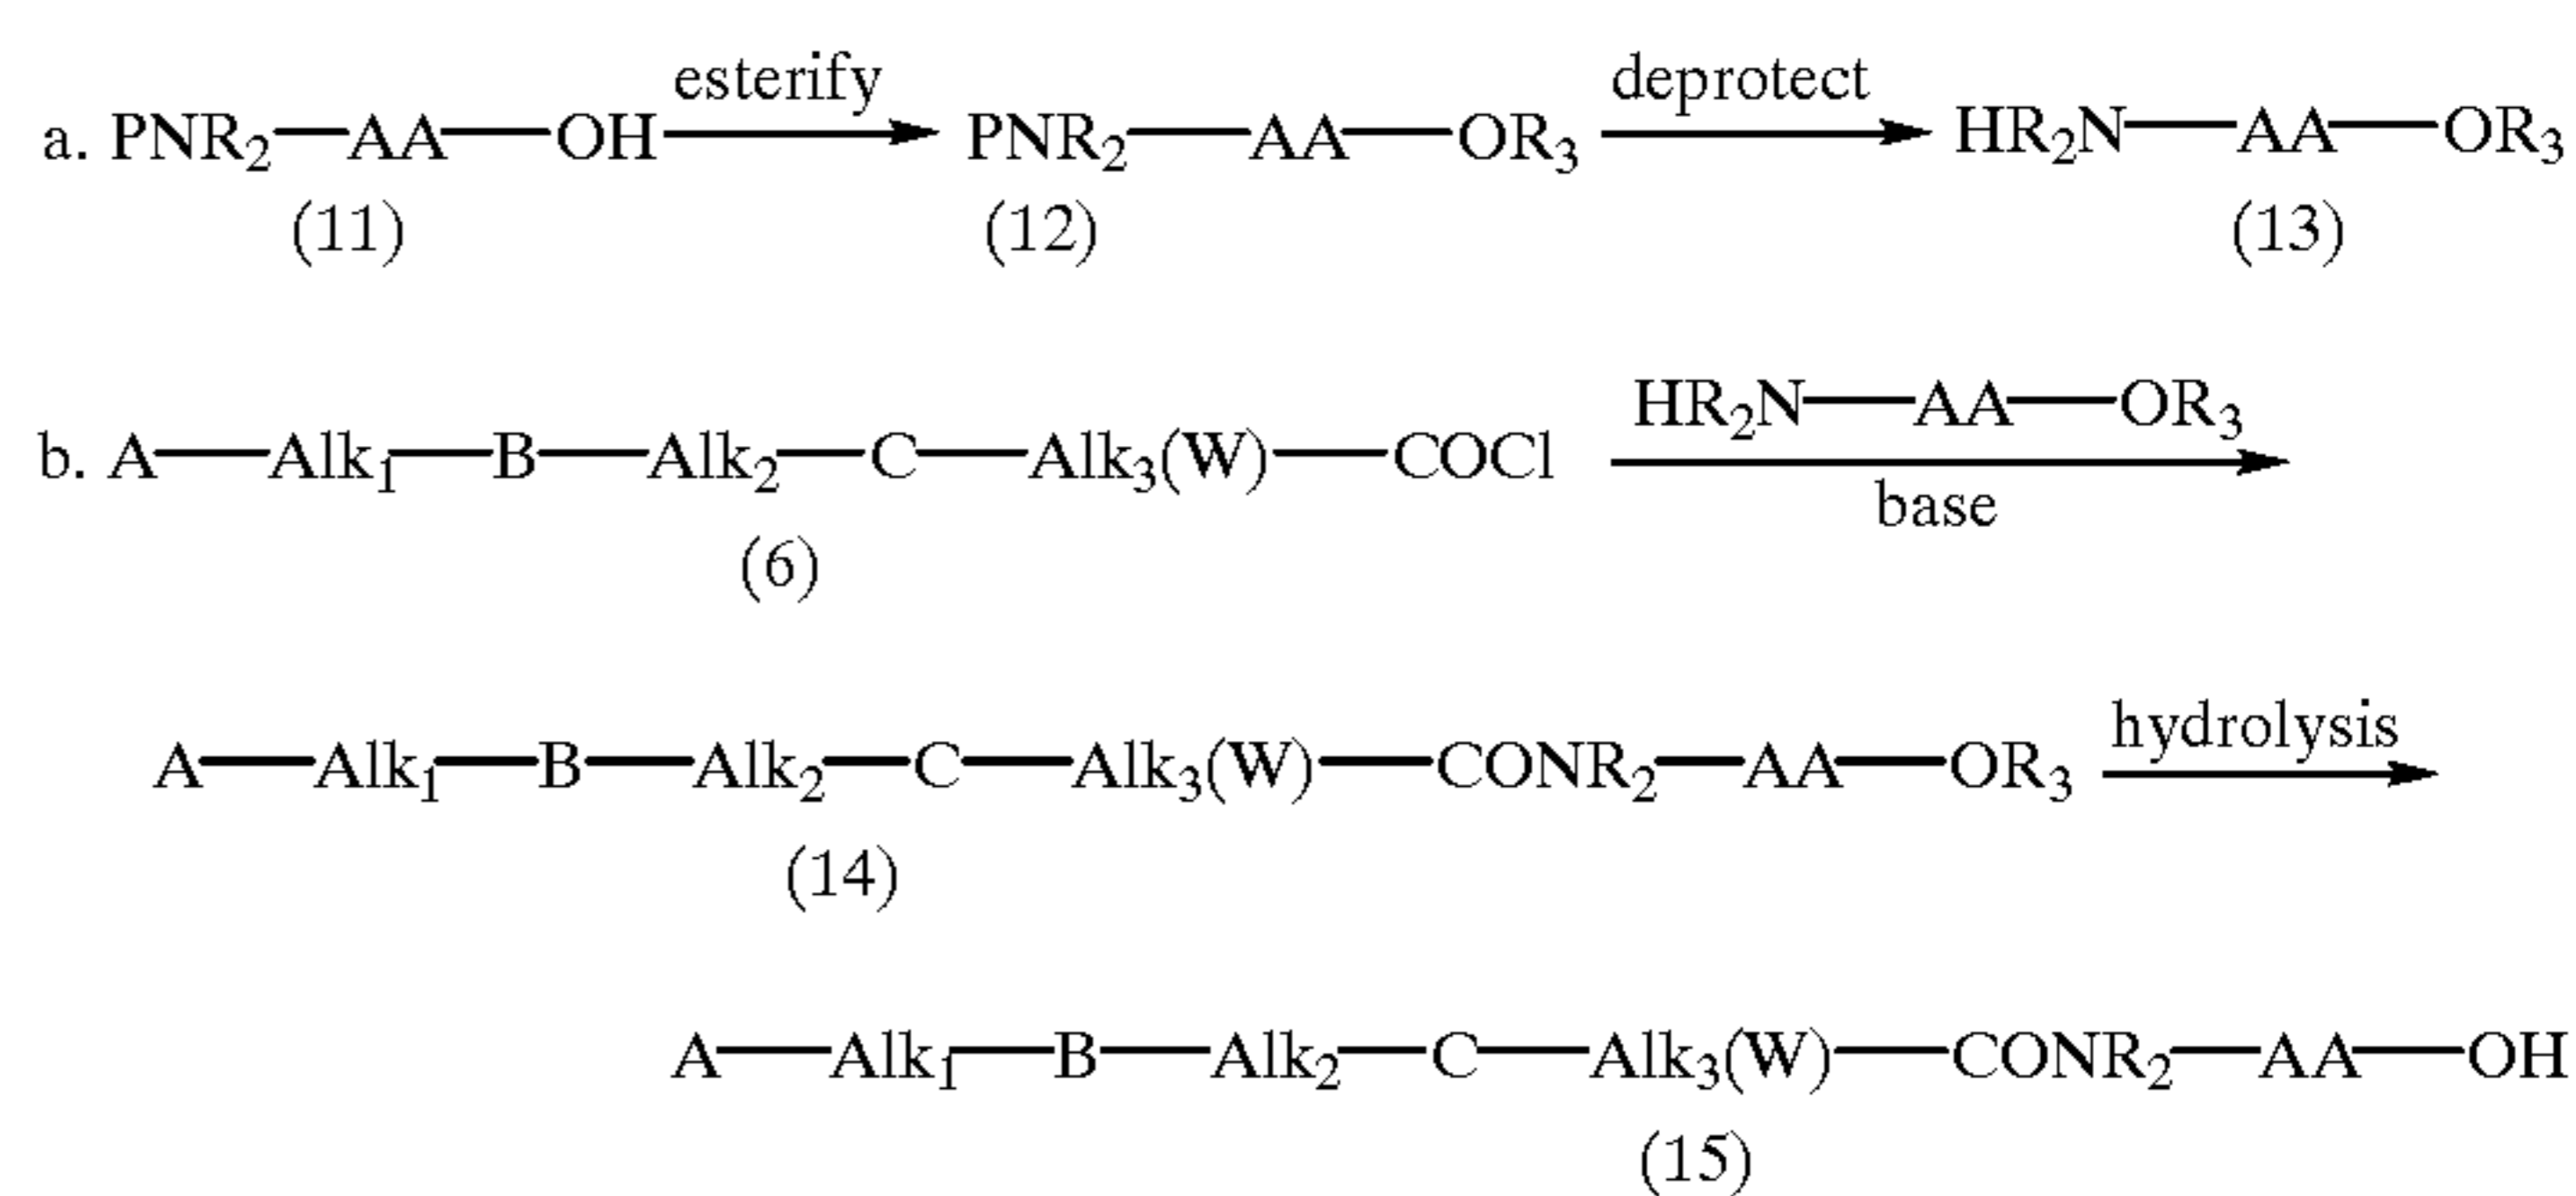 esterify deprotect
a. PNR₂—AA—OH → PNR₂—AA—OR₃ → HR₂N—AA—OR₃
(11) (12) (13)
HR₂N—AA—OR₃
b. A—Alk₁—B—Alk₂—C—Alk₃(W)—COCl →
base
(6)
hydrolysis
A—Alk₁—B—Alk₂—C—Alk₃(W)—CONR₂—AA—OR₃ →
(14)
A—Alk₁—B—Alk₂—C—Alk₃(W)—CONR₂—AA—OH
(15)